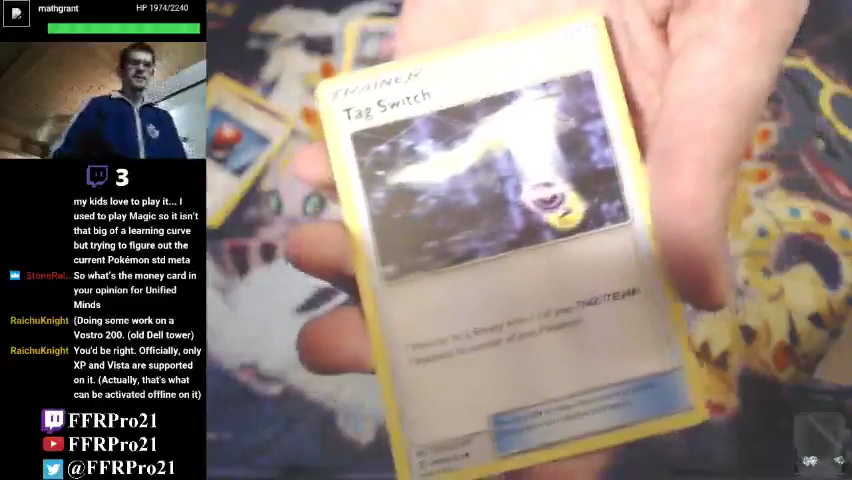 mathgrant
HP 1974/2240
3
my kids love to play it... I
used to play Magic so it isn't
that big of a learning curve
but trying to figure out the
current Pokémon std meta
StoneRai...
So what's the money card in
your opinion for Unified
Minds
RaichuKnight
(Doing some work on a
Vostro 200. (old Dell tower)
RaichuKnight
You'd be right. Officially, only
XP and Vista are supported
on it. (Actually, that's what
can be activated offline on it)
FFRPro21
FFRPro21
@FFRPro21
TRAINER
Tag Switch